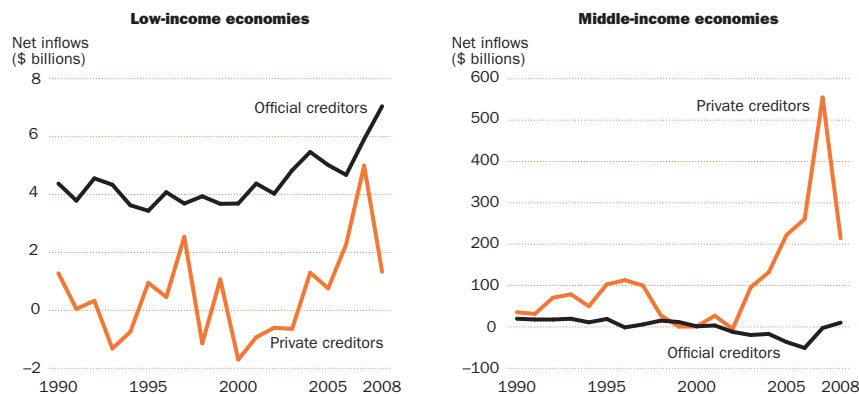 Low-income economies
Net inflows
($ billions)
8
6
4
2
0
–2
Official creditors
Private creditors
1990 1995 2000 2005 2008
Middle-income economies
Net inflows
($ billions)
600
500
400
300
200
100
0
–100
Private creditors
Official creditors
1990 1995 2000 2005 2008